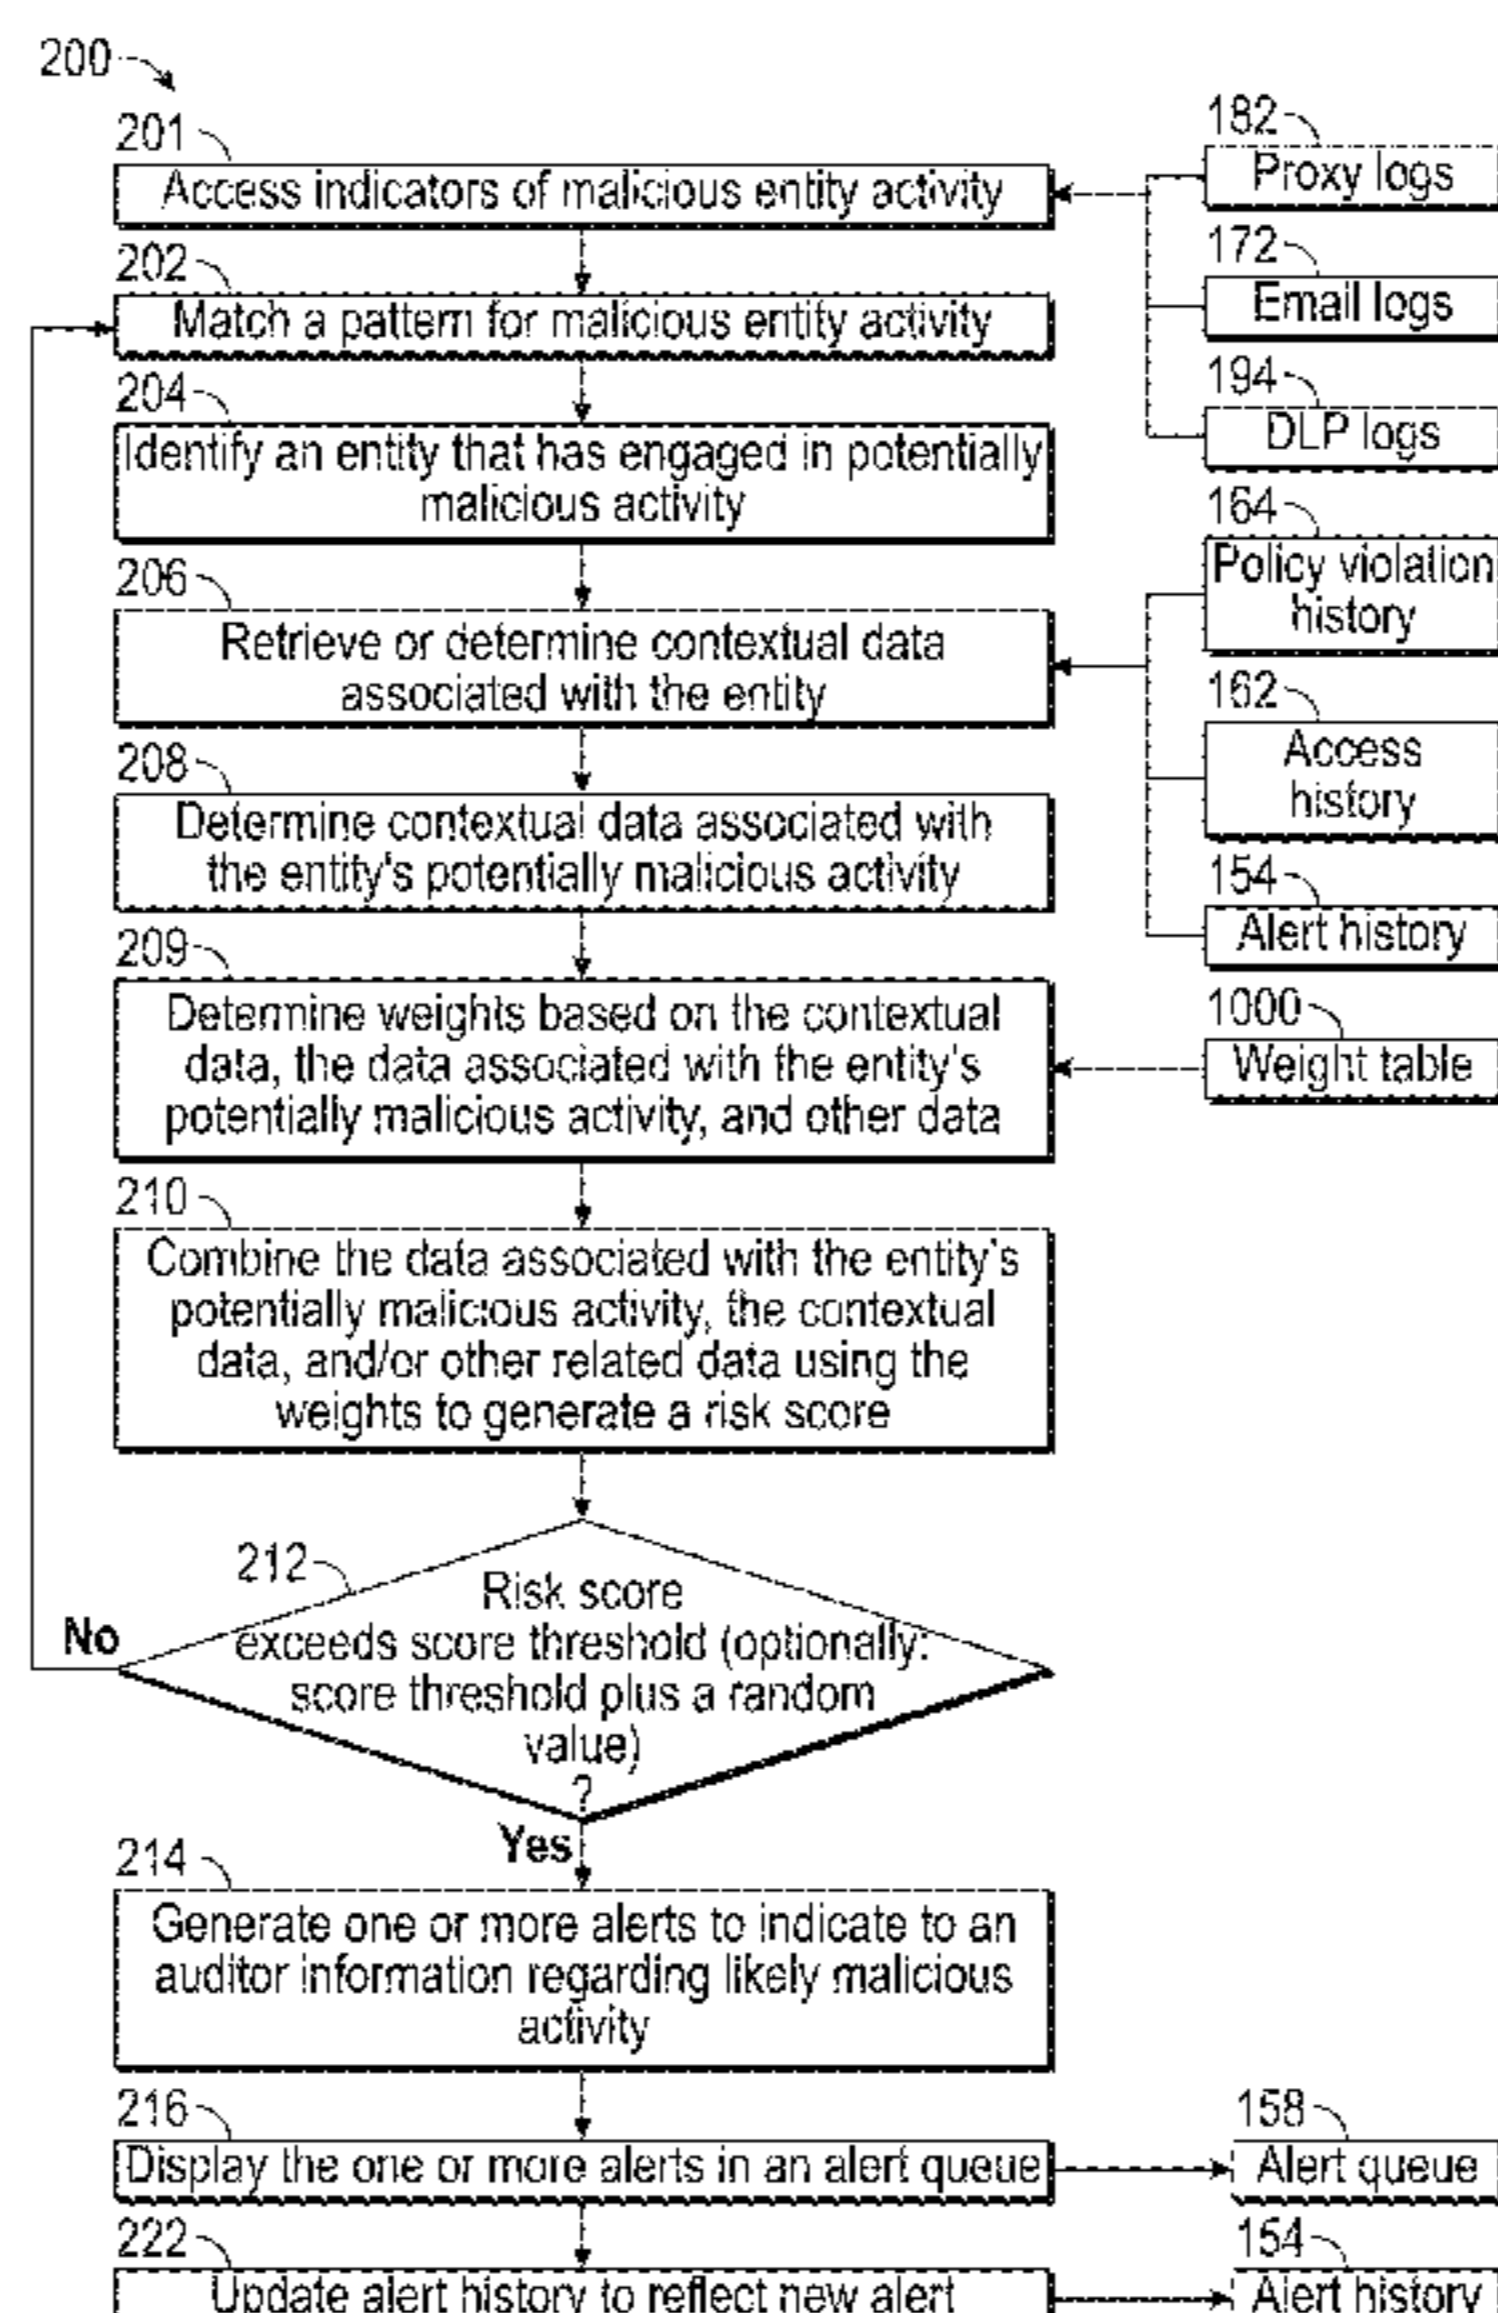 200
201
Access indicators of malicious entity activity
182
Proxy logs
202
Match a pattern for malicious entity activity
172
Email logs
204
Identify an entity that has engaged in potentially
malicious activity
194
DLP logs
206
Retrieve or determine contextual data
associated with the entity
164
Policy violation
history
208
Determine contextual data associated with
the entity's potentially malicious activity
162
Access
history
154
Alert history
209
Determine weights based on the contextual
data, the data associated with the entity's
potentially malicious activity, and other data
1000
Weight table
210
Combine the data associated with the entity's
potentially malicious activity, the contextual
data, and/or other related data using the
weights to generate a risk score
212
Risk score
exceeds score threshold (optionally:
score threshold plus a random
value)
?
No
Yes
214
Generate one or more alerts to indicate to an
auditor information regarding likely malicious
activity
216
Display the one or more alerts in an alert queue
158
Alert queue
222
Update alert history to reflect new alert
154
Alert history